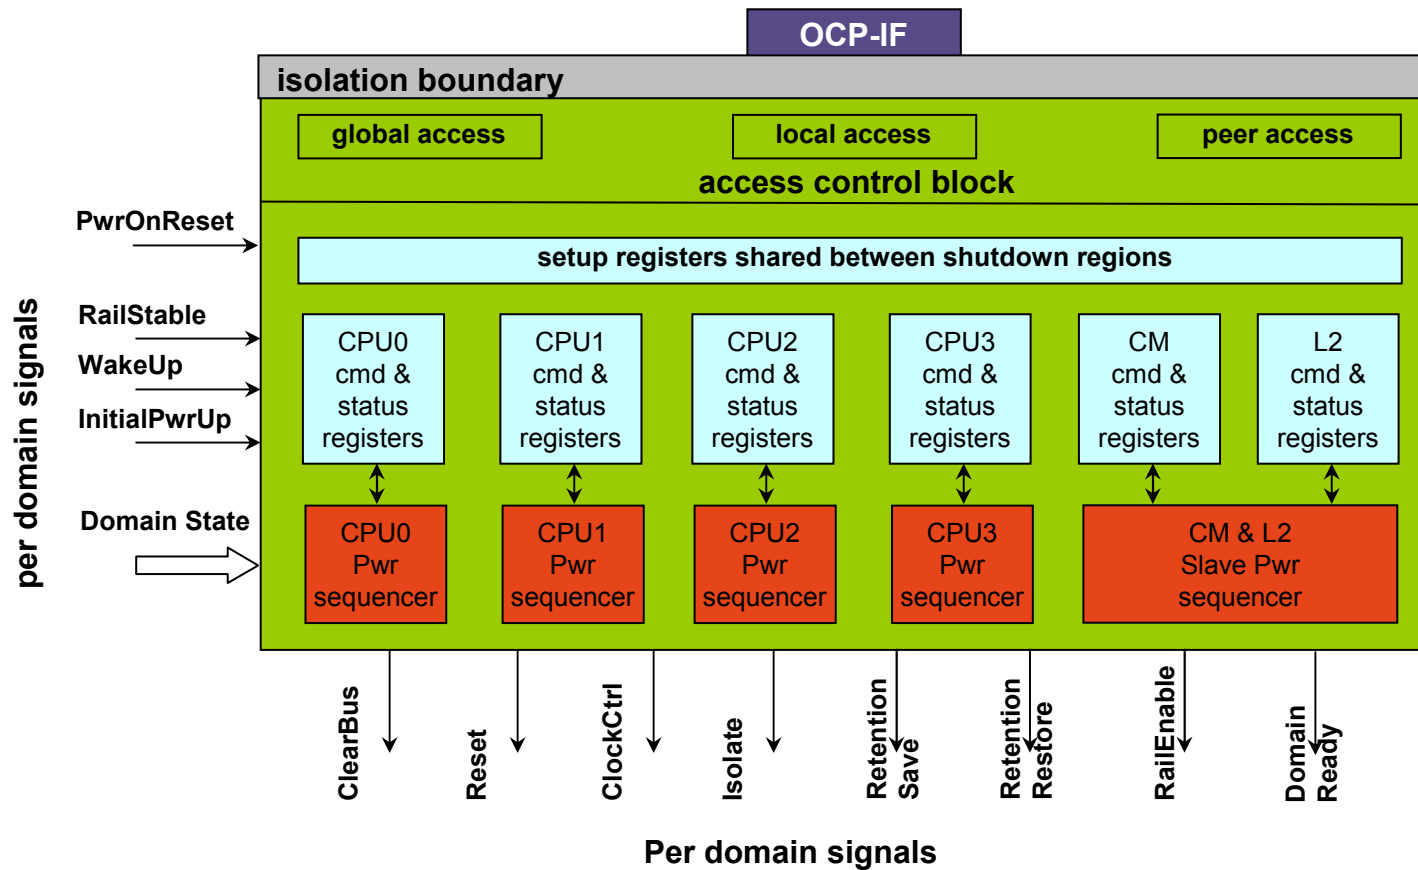 OCP-IF
isolation boundary
global access
local access
peer access
access control block
PwrOnReset
setup registers shared between shutdown regions
per domain signals
RailStable
WakeUp
InitialPwrUp
Domain State
CPU0
cmd &
status
registers
CPU1
cmd &
status
registers
CPU2
cmd &
status
registers
CPU3
cmd &
status
registers
CM
cmd &
status
registers
L2
cmd &
status
registers
CPU0
Pwr
sequencer
CPU1
Pwr
sequencer
CPU2
Pwr
sequencer
CPU3
Pwr
sequencer
CM & L2
Slave Pwr
sequencer
ClearBus
Reset
ClockCtrl
Isolate
Retention
Save
Retention
Restore
RailEnable
Domain
Ready
Per domain signals